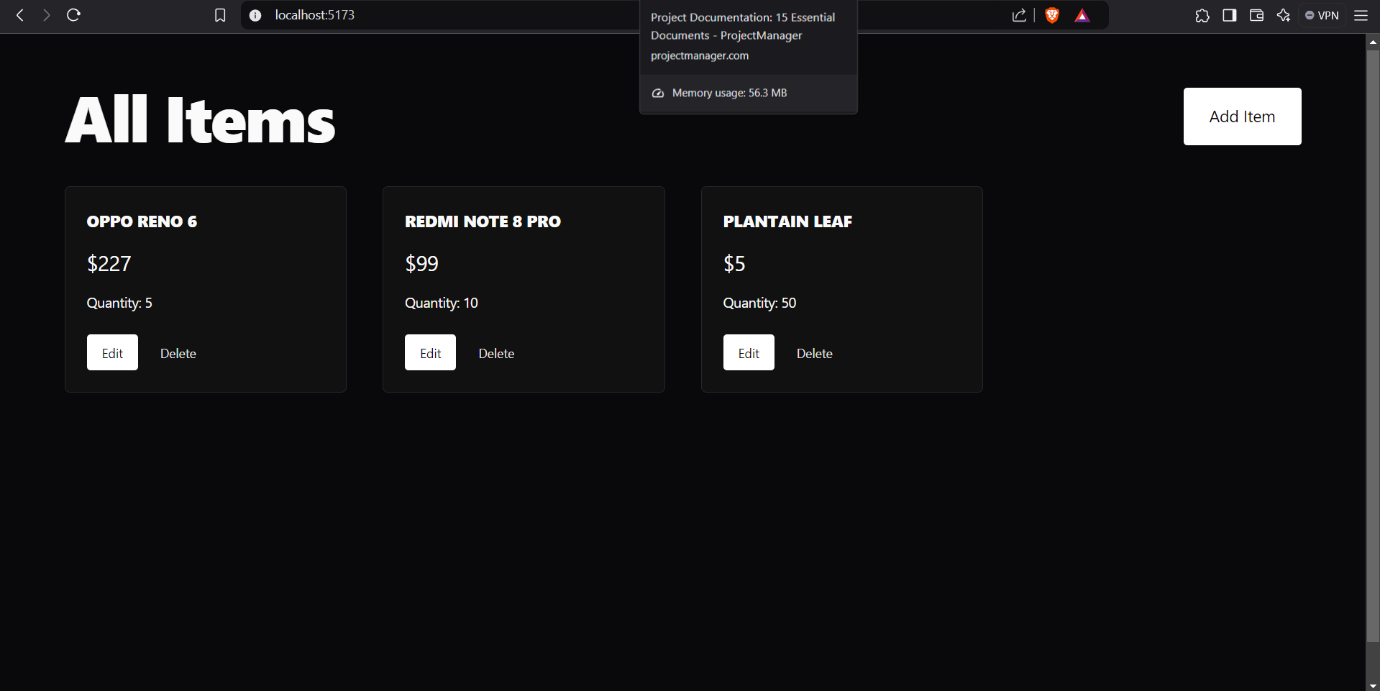 localhost:5173
VPN
Project Documentation: 15 Essential
Documents - ProjectManager
projectmanager.com
Memory usage: 56.3 MB
All Items
Add Item
OPPO RENO 6
$227
Quantity: 5
Edit
Delete
REDMI NOTE 8 PRO
$99
Quantity: 10
Edit
Delete
PLANTAIN LEAF
$5
Quantity: 50
Edit
Delete